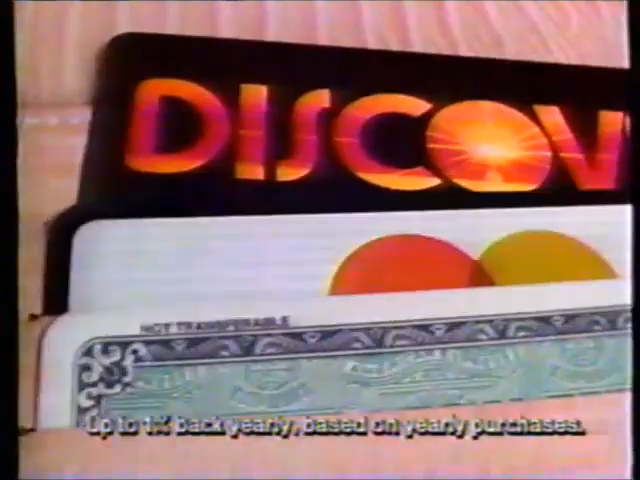 DISCOV
NOT TRANSFERABLE
Up to 1% back yearly, based on yearly purchases.